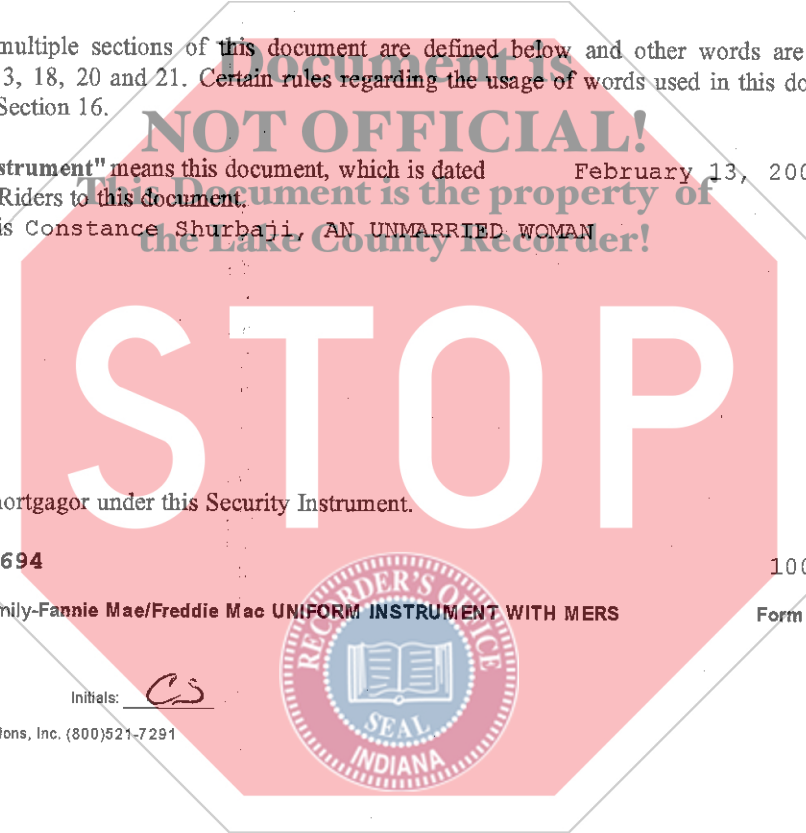 multiple sections of this document are defined below and other words are
3, 18, 20 and 21. Certain rules regarding the usage of words used in this do
Section 16.
Document is
NOT OFFICIAL!
This Document is the property of
the Lake County Recorder!
strument" means this document, which is dated February 13, 200
Riders to this document.
is Constance Shurbaji, AN UNMARRIED WOMAN
STOP
ortgagor under this Security Instrument.
694 100
mily-Fannie Mae/Freddie Mac UNIFORM INSTRUMENT WITH MERS Form
RECORDER'S OFFICE
SEAL
INDIANA
Initials: CS
ions, Inc. (800)521-7291